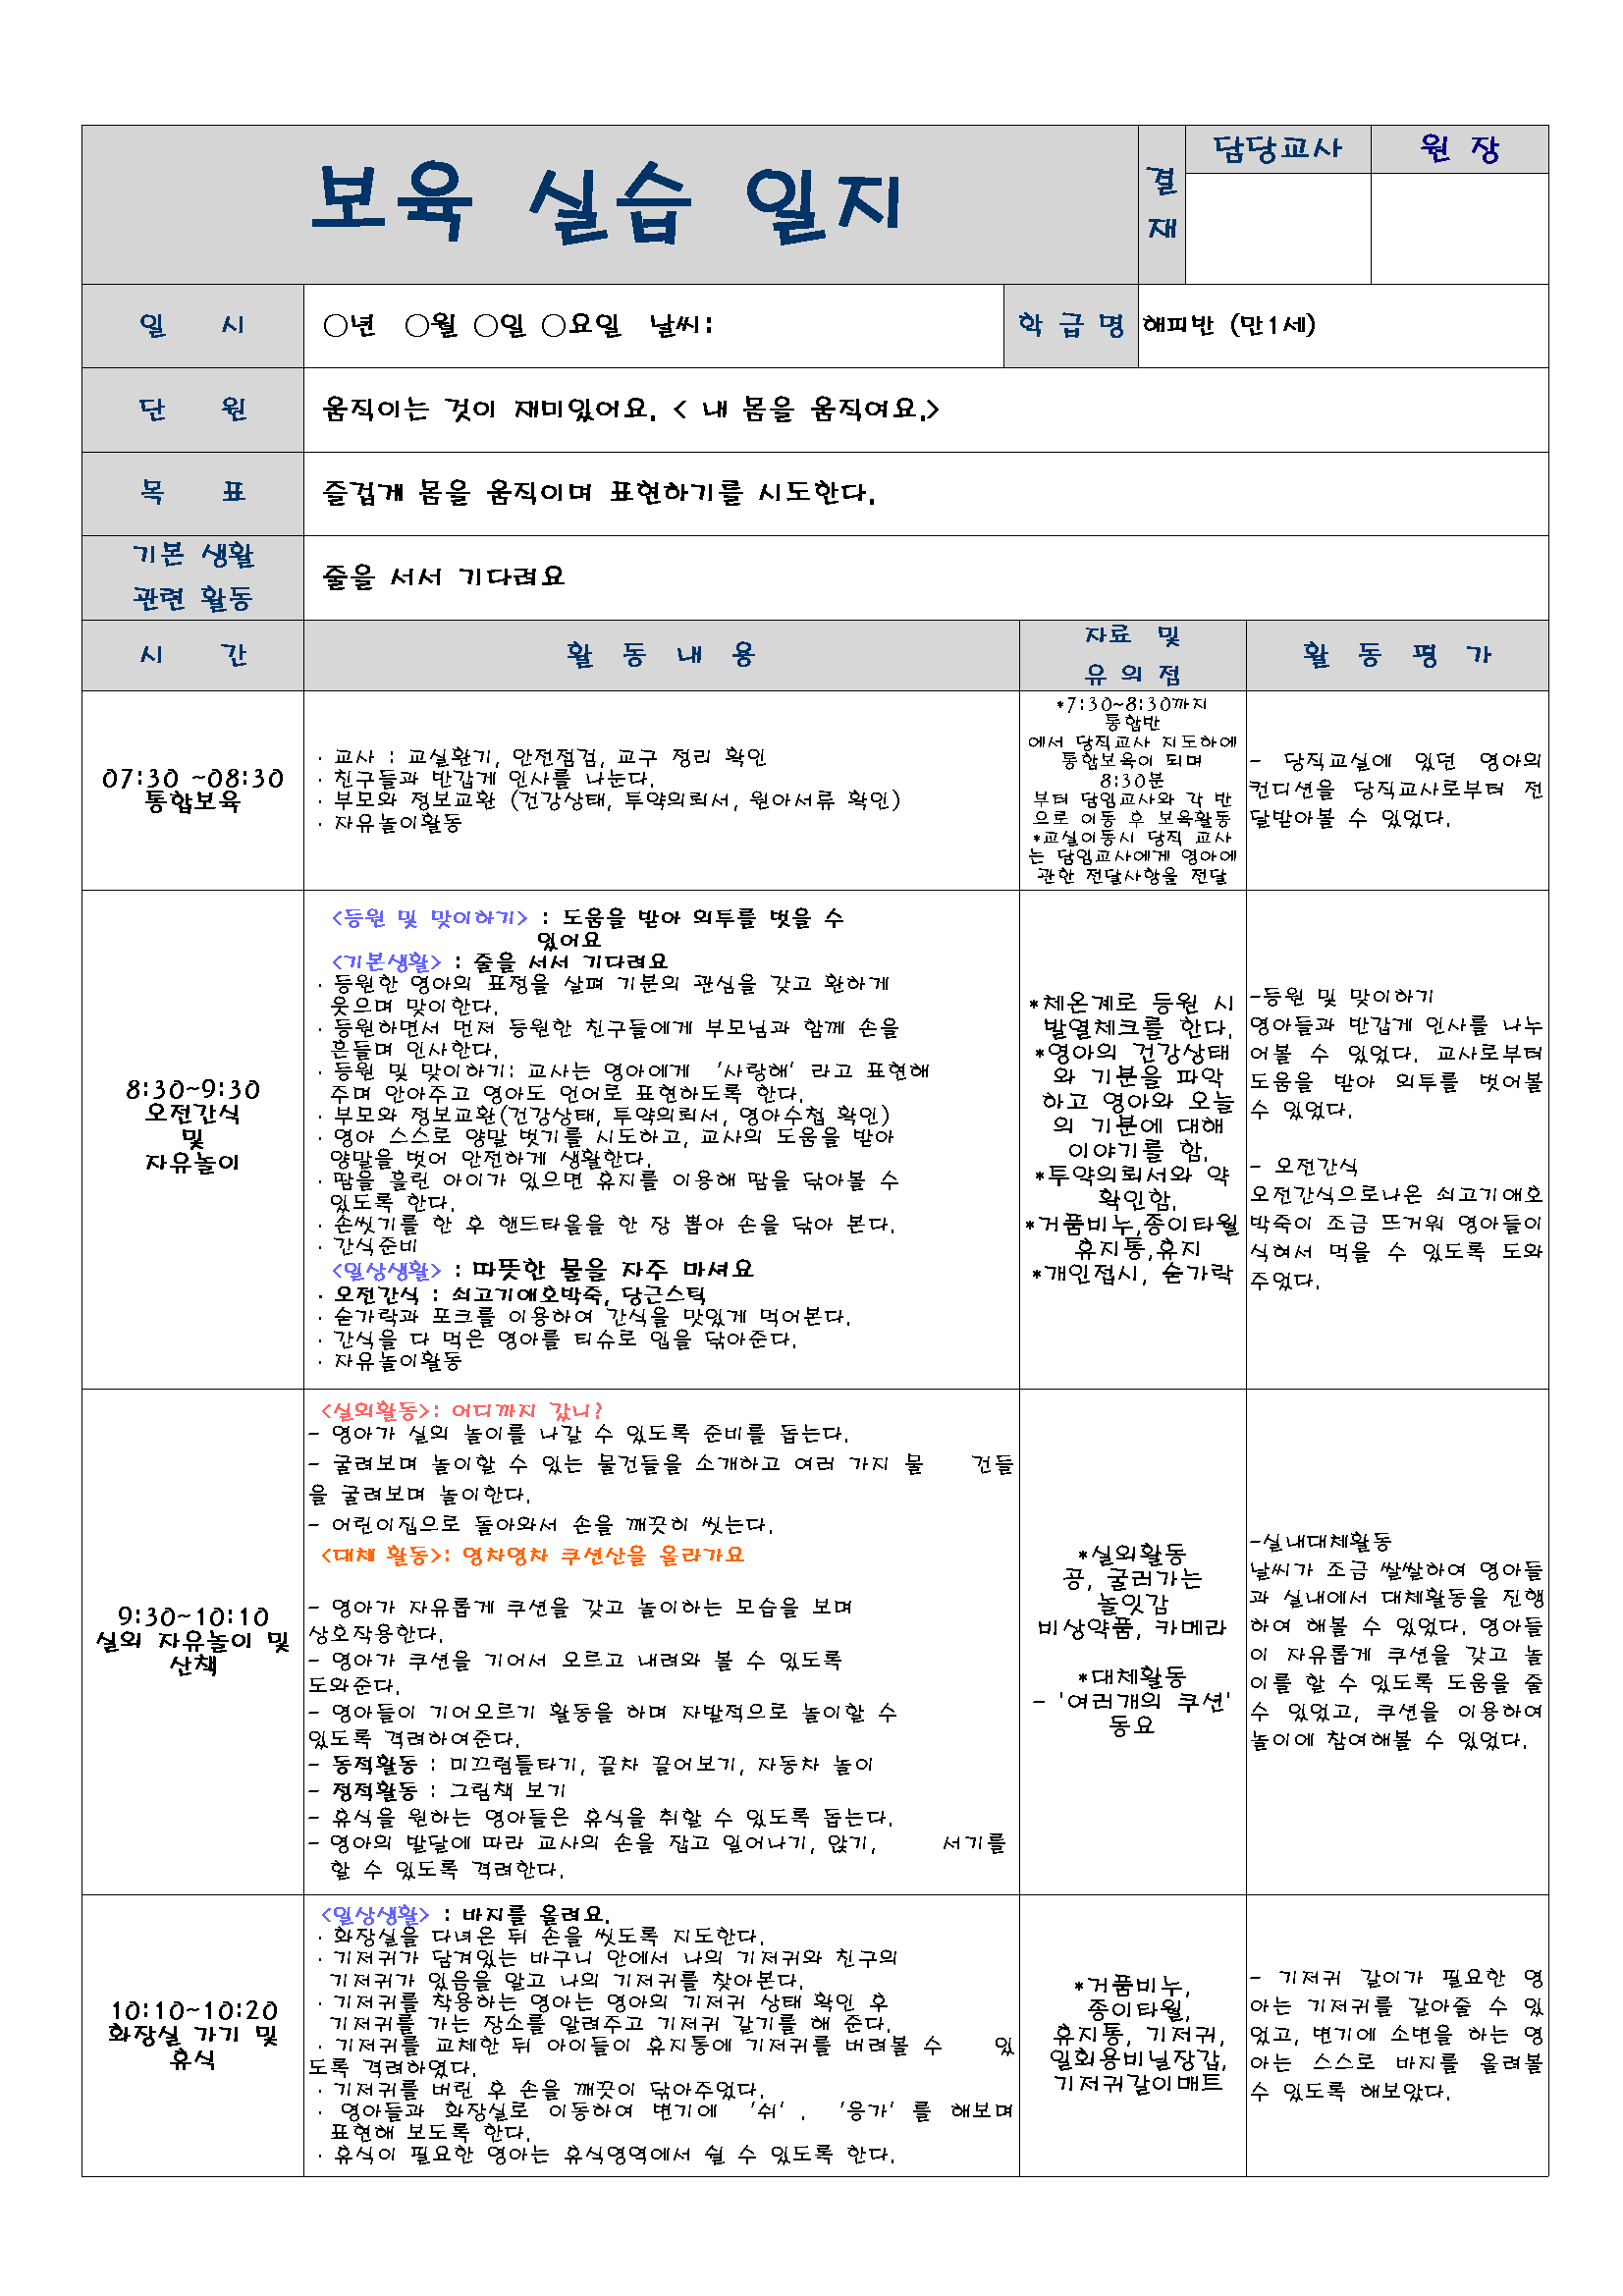 보육 실습 일지
결
재
담당교사
원 장
일 시
○년 ○월 ○일 ○요일 날씨:
학 급 명
해피반 (만1세)
단 원
움직이는 것이 재미있어요. < 내 몸을 움직여요.>
목 표
즐겁게 몸을 움직이며 표현하기를 시도한다.
기본 생활
관련 활동
줄을 서서 기다려요
시 간
활 동 내 용
자료 및
유 의 점
활 동 평 가
07:30 ~08:30
통합보육
· 교사 : 교실환기, 안전점검, 교구 정리 확인
· 친구들과 반갑게 인사를 나눈다.
· 부모와 정보교환 (건강상태, 투약의뢰서, 원아서류 확인)
· 자유놀이활동
*7:30~8:30까지
통합반
에서 당직교사 지도하에
통합보육이 되며
8:30분
부터 담임교사와 각 반
으로 이동 후 보육활동
*교실이동시 당직 교사
는 담임교사에게 영아에
관한 전달사항을 전달
- 당직교실에 있던 영아의
컨디션을 당직교사로부터 전
달받아볼 수 있었다.
8:30~9:30
오전간식
및
자유놀이
<등원 및 맞이하기> : 도움을 받아 외투를 벗을 수
있어요
<기본생활> : 줄을 서서 기다려요
· 등원한 영아의 표정을 살펴 기분의 관심을 갖고 환하게
웃으며 맞이한다.
· 등원하면서 먼저 등원한 친구들에게 부모님과 함께 손을
흔들며 인사한다.
· 등원 및 맞이하기: 교사는 영아에게 '사랑해' 라고 표현해
주며 안아주고 영아도 언어로 표현하도록 한다.
· 부모와 정보교환(건강상태, 투약의뢰서, 영아수첩 확인)
· 영아 스스로 양말 벗기를 시도하고, 교사의 도움을 받아
양말을 벗어 안전하게 생활한다.
· 땀을 흘린 아이가 있으면 휴지를 이용해 땀을 닦아볼 수
있도록 한다.
· 손씻기를 한 후 핸드타올을 한 장 뽑아 손을 닦아 본다.
· 간식준비
<일상생활> : 따뜻한 물을 자주 마셔요
· 오전간식 : 쇠고기애호박죽, 당근스틱
· 숟가락과 포크를 이용하여 간식을 맛있게 먹어본다.
· 간식을 다 먹은 영아를 티슈로 입을 닦아준다.
· 자유놀이활동
*체온계로 등원 시
발열체크를 한다.
*영아의 건강상태
와 기분을 파악
하고 영아와 오늘
의 기분에 대해
이야기를 함.
*투약의뢰서와 약
확인함.
*거품비누,종이타월
휴지통,휴지
*개인접시, 숟가락
-등원 및 맞이하기
영아들과 반갑게 인사를 나누
어볼 수 있었다. 교사로부터
도움을 받아 외투를 벗어볼
수 있었다.
- 오전간식
오전간식으로나온 쇠고기애호
박죽이 조금 뜨거워 영아들이
식혀서 먹을 수 있도록 도와
주었다.
9:30~10:10
실외 자유놀이 및
산책
<실외활동>: 어디까지 갔니?
- 영아가 실외 놀이를 나갈 수 있도록 준비를 돕는다.
- 굴려보며 놀이할 수 있는 물건들을 소개하고 여러 가지 물 건들
을 굴려보며 놀이한다.
- 어린이집으로 돌아와서 손을 깨끗히 씻는다.
<대체 활동>: 영차영차 쿠션산을 올라가요
- 영아가 자유롭게 쿠션을 갖고 놀이하는 모습을 보며
상호작용한다.
- 영아가 쿠션을 기어서 오르고 내려와 볼 수 있도록
도와준다.
- 영아들이 기어오르기 활동을 하며 자발적으로 놀이할 수
있도록 격려하여준다.
- 동적활동 : 미끄럼틀타기, 끌차 끌어보기, 자동차 놀이
- 정적활동 : 그림책 보기
- 휴식을 원하는 영아들은 휴식을 취할 수 있도록 돕는다.
- 영아의 발달에 따라 교사의 손을 잡고 일어나기, 앉기, 서기를
할 수 있도록 격려한다.
*실외활동
공, 굴러가는
놀잇감
비상약품, 카메라
*대체활동
- '여러개의 쿠션'
동요
-실내대체활동
날씨가 조금 쌀쌀하여 영아들
과 실내에서 대체활동을 진행
하여 해볼 수 있었다. 영아들
이 자유롭게 쿠션을 갖고 놀
이를 할 수 있도록 도움을 줄
수 있었고, 쿠션을 이용하여
놀이에 참여해볼 수 있었다.
10:10~10:20
화장실 가기 및
휴식
<일상생활> : 바지를 올려요.
· 화장실을 다녀온 뒤 손을 씻도록 지도한다.
· 기저귀가 담겨있는 바구니 안에서 나의 기저귀와 친구의
기저귀가 있음을 알고 나의 기저귀를 찾아본다.
· 기저귀를 착용하는 영아는 영아의 기저귀 상태 확인 후
기저귀를 가는 장소를 알려주고 기저귀 갈기를 해 준다.
· 기저귀를 교체한 뒤 아이들이 휴지통에 기저귀를 버려볼 수 있
도록 격려하였다.
· 기저귀를 버린 후 손을 깨끗이 닦아주었다.
· 영아들과 화장실로 이동하여 변기에 '쉬' . '응가' 를 해보며
표현해 보도록 한다.
· 휴식이 필요한 영아는 휴식영역에서 쉴 수 있도록 한다.
*거품비누,
종이타월,
휴지통, 기저귀,
일회용비닐장갑,
기저귀갈이매트
- 기저귀 갈이가 필요한 영
아는 기저귀를 갈아줄 수 있
었고, 변기에 소변을 하는 영
아는 스스로 바지를 올려볼
수 있도록 해보았다.